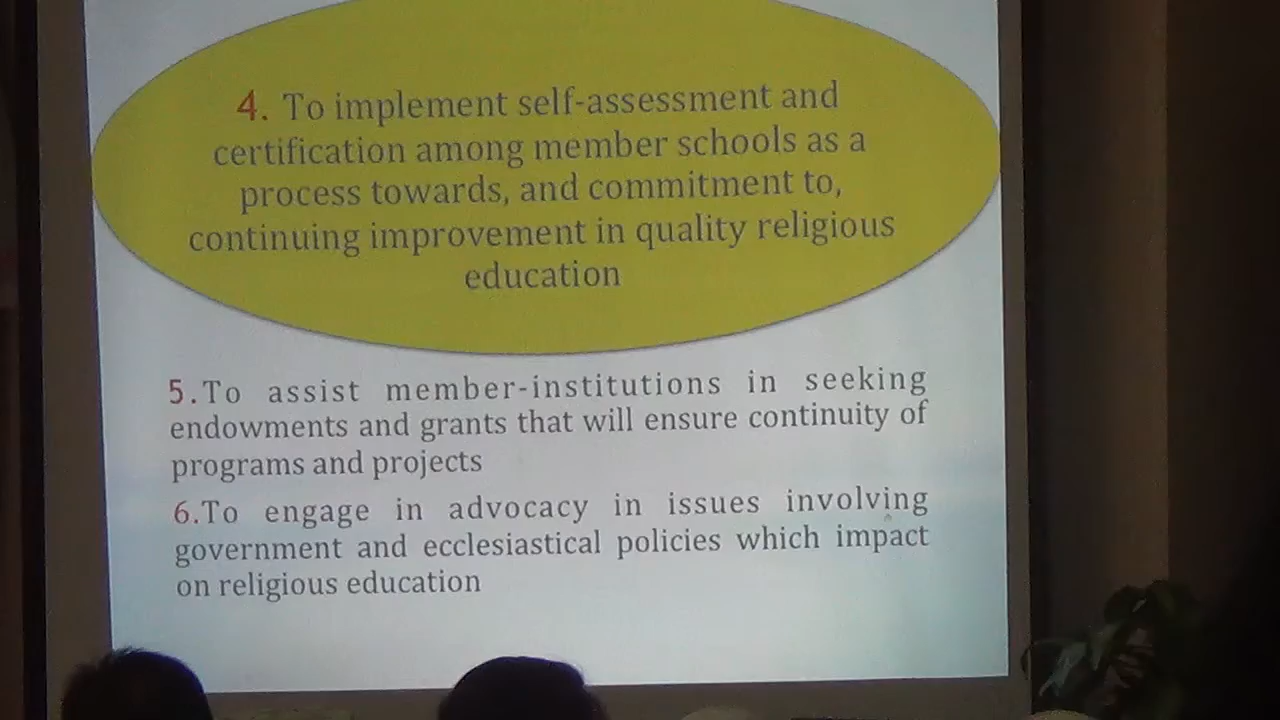 4. To implement self-assessment and
certification among member schools as a
process towards, and commitment to,
continuing improvement in quality religious
education
5.To assist member-institutions in seeking
endowments and grants that will ensure continuity of
programs and projects
6.To engage in advocacy in issues involving
government and ecclesiastical policies which impact
on religious education